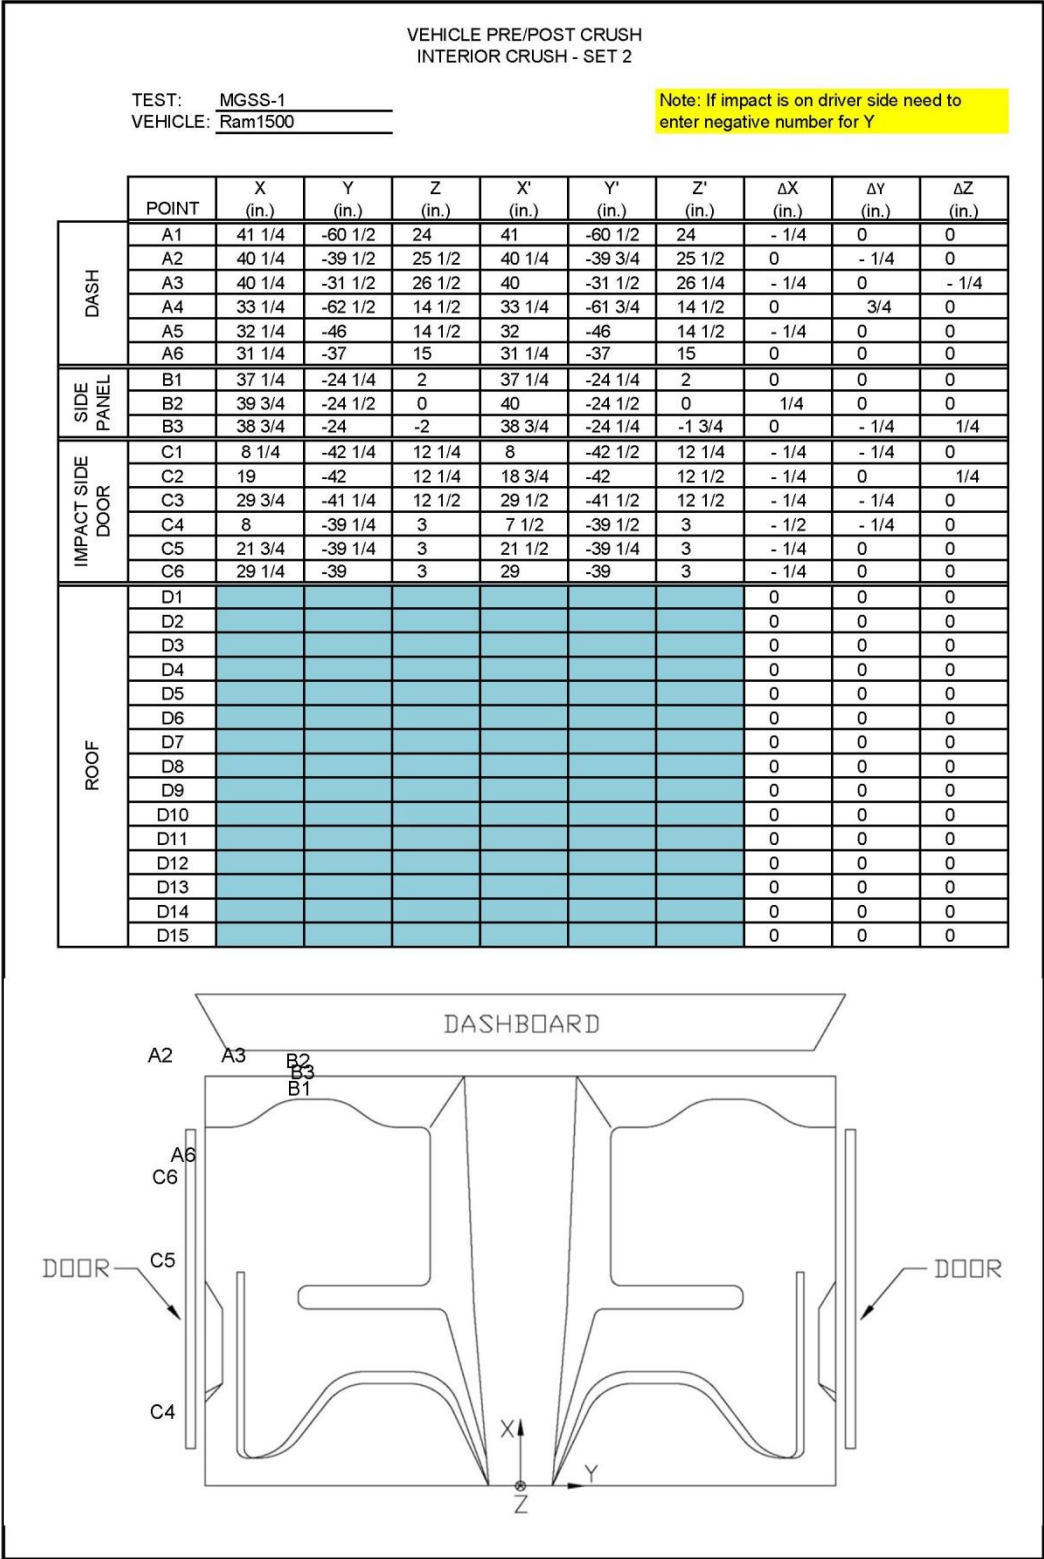 VEHICLE PRE/POST CRUSH
INTERIOR CRUSH - SET 2
TEST: MGSS-1
VEHICLE: Ram1500
Note: If impact is on driver side need to
enter negative number for Y
POINT X (in.) Y (in.) Z (in.) X' (in.) Y' (in.) Z' (in.) ΔX (in.) ΔY (in.) ΔZ (in.)
DASH
A1 41 1/4 -60 1/2 24 41 -60 1/2 24 - 1/4 0 0
A2 40 1/4 -39 1/2 25 1/2 40 1/4 -39 3/4 25 1/2 0 - 1/4 0
A3 40 1/4 -31 1/2 26 1/2 40 -31 1/2 26 1/4 - 1/4 0 - 1/4
A4 33 1/4 -62 1/2 14 1/2 33 1/4 -61 3/4 14 1/2 0 3/4 0
A5 32 1/4 -46 14 1/2 32 -46 14 1/2 - 1/4 0 0
A6 31 1/4 -37 15 31 1/4 -37 15 0 0 0
SIDE PANEL
B1 37 1/4 -24 1/4 2 37 1/4 -24 1/4 2 0 0 0
B2 39 3/4 -24 1/2 0 40 -24 1/2 0 1/4 0 0
B3 38 3/4 -24 -2 38 3/4 -24 1/4 -1 3/4 0 - 1/4 1/4
IMPACT SIDE DOOR
C1 8 1/4 -42 1/4 12 1/4 8 -42 1/2 12 1/4 - 1/4 - 1/4 0
C2 19 -42 12 1/4 18 3/4 -42 12 1/2 - 1/4 0 1/4
C3 29 3/4 -41 1/4 12 1/2 29 1/2 -41 1/2 12 1/2 - 1/4 - 1/4 0
C4 8 -39 1/4 3 7 1/2 -39 1/2 3 - 1/2 - 1/4 0
C5 21 3/4 -39 1/4 3 21 1/2 -39 1/4 3 - 1/4 0 0
C6 29 1/4 -39 3 29 -39 3 - 1/4 0 0
ROOF
D1 0 0 0
D2 0 0 0
D3 0 0 0
D4 0 0 0
D5 0 0 0
D6 0 0 0
D7 0 0 0
D8 0 0 0
D9 0 0 0
D10 0 0 0
D11 0 0 0
D12 0 0 0
D13 0 0 0
D14 0 0 0
D15 0 0 0
DASHBOARD
A2 A3 B2
B3
B1
A6
C6
C5
DOOR
DOOR
C4
X
Y
Z